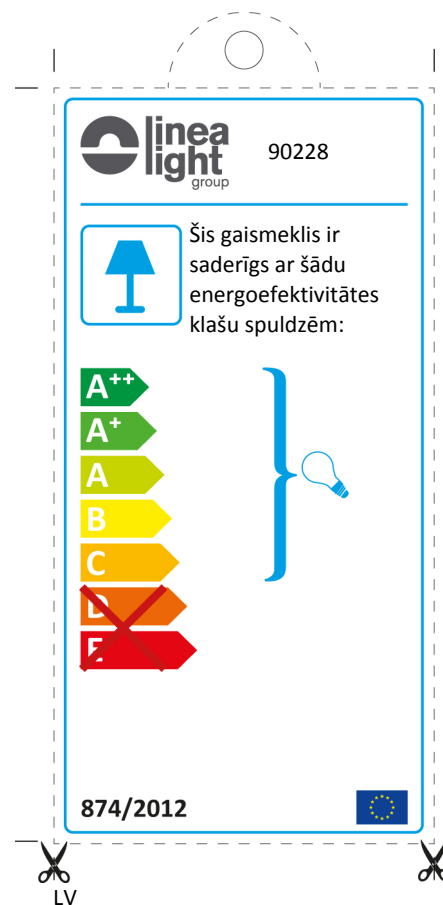 linea
light
group
90228
Šis gaismeklis ir
saderīgs ar šādu
energoefektivitātes
klašu spuldzēm:
A++
A+
A
B
C
D
E
874/2012
LV